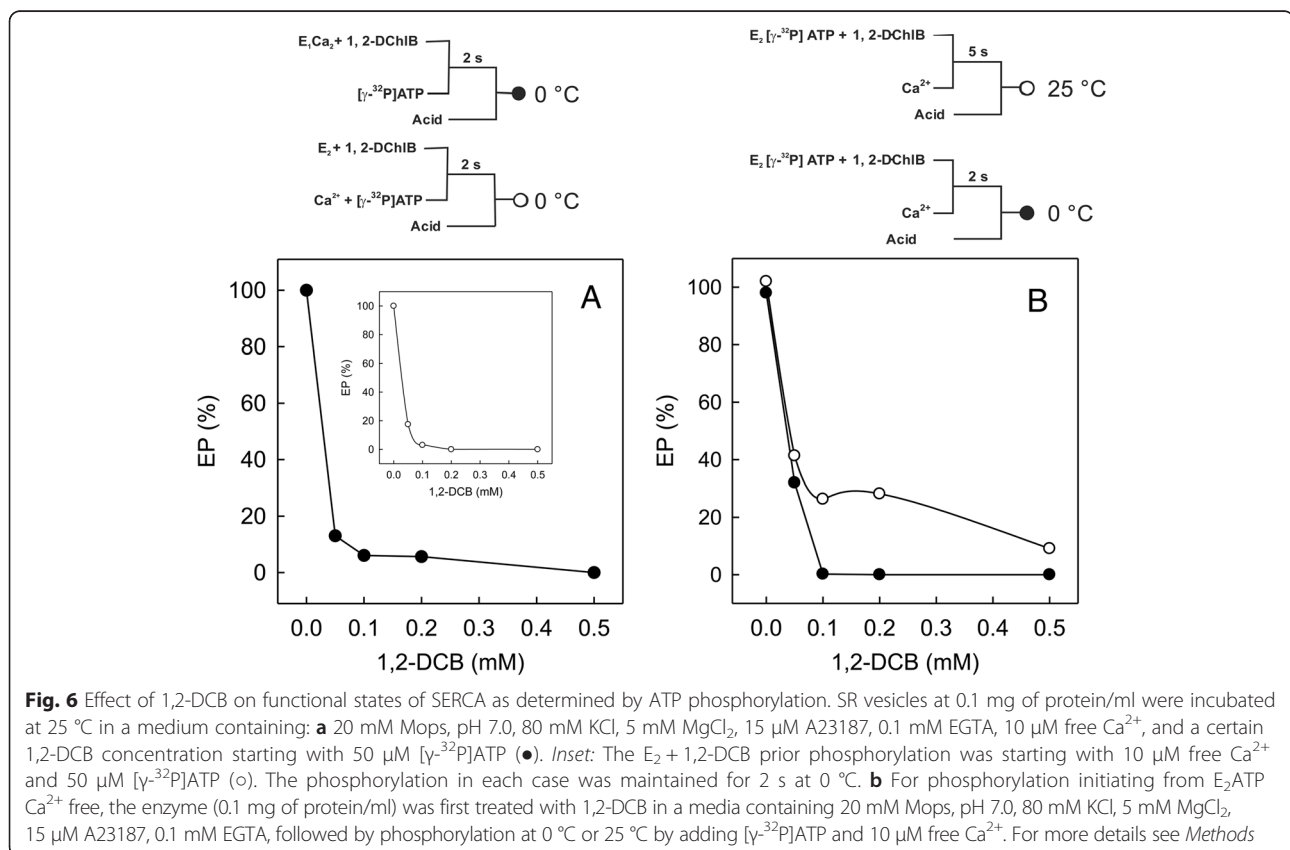 E₁Ca₂ + 1, 2-DChlB
2 s
[γ-³²P]ATP
0 °C
Acid
E₂ + 1, 2-DChlB
2 s
Ca²⁺ + [γ-³²P]ATP
0 °C
Acid
E₂ [γ-³²P] ATP + 1, 2-DChlB
5 s
Ca²⁺
25 °C
Acid
E₂ [γ-³²P] ATP + 1, 2-DChlB
2 s
Ca²⁺
0 °C
Acid
A
EP (%)
100
80
60
40
20
0
0.0 0.1 0.2 0.3 0.4 0.5
1,2-DCB (mM)
EP (%)
100
80
60
40
20
0
0.0 0.1 0.2 0.3 0.4 0.5
1,2-DCB (mM)
B
EP (%)
100
80
60
40
20
0
0.0 0.1 0.2 0.3 0.4 0.5
1,2-DCB (mM)
Fig. 6 Effect of 1,2-DCB on functional states of SERCA as determined by ATP phosphorylation. SR vesicles at 0.1 mg of protein/ml were incubated
at 25 °C in a medium containing: a 20 mM Mops, pH 7.0, 80 mM KCl, 5 mM MgCl₂, 15 μM A23187, 0.1 mM EGTA, 10 μM free Ca²⁺, and a certain
1,2-DCB concentration starting with 50 μM [γ-³²P]ATP (●). Inset: The E₂ + 1,2-DCB prior phosphorylation was starting with 10 μM free Ca²⁺
and 50 μM [γ-³²P]ATP (○). The phosphorylation in each case was maintained for 2 s at 0 °C. b For phosphorylation initiating from E₂ATP
Ca²⁺ free, the enzyme (0.1 mg of protein/ml) was first treated with 1,2-DCB in a media containing 20 mM Mops, pH 7.0, 80 mM KCl, 5 mM MgCl₂,
15 μM A23187, 0.1 mM EGTA, followed by phosphorylation at 0 °C or 25 °C by adding [γ-³²P]ATP and 10 μM free Ca²⁺. For more details see Methods